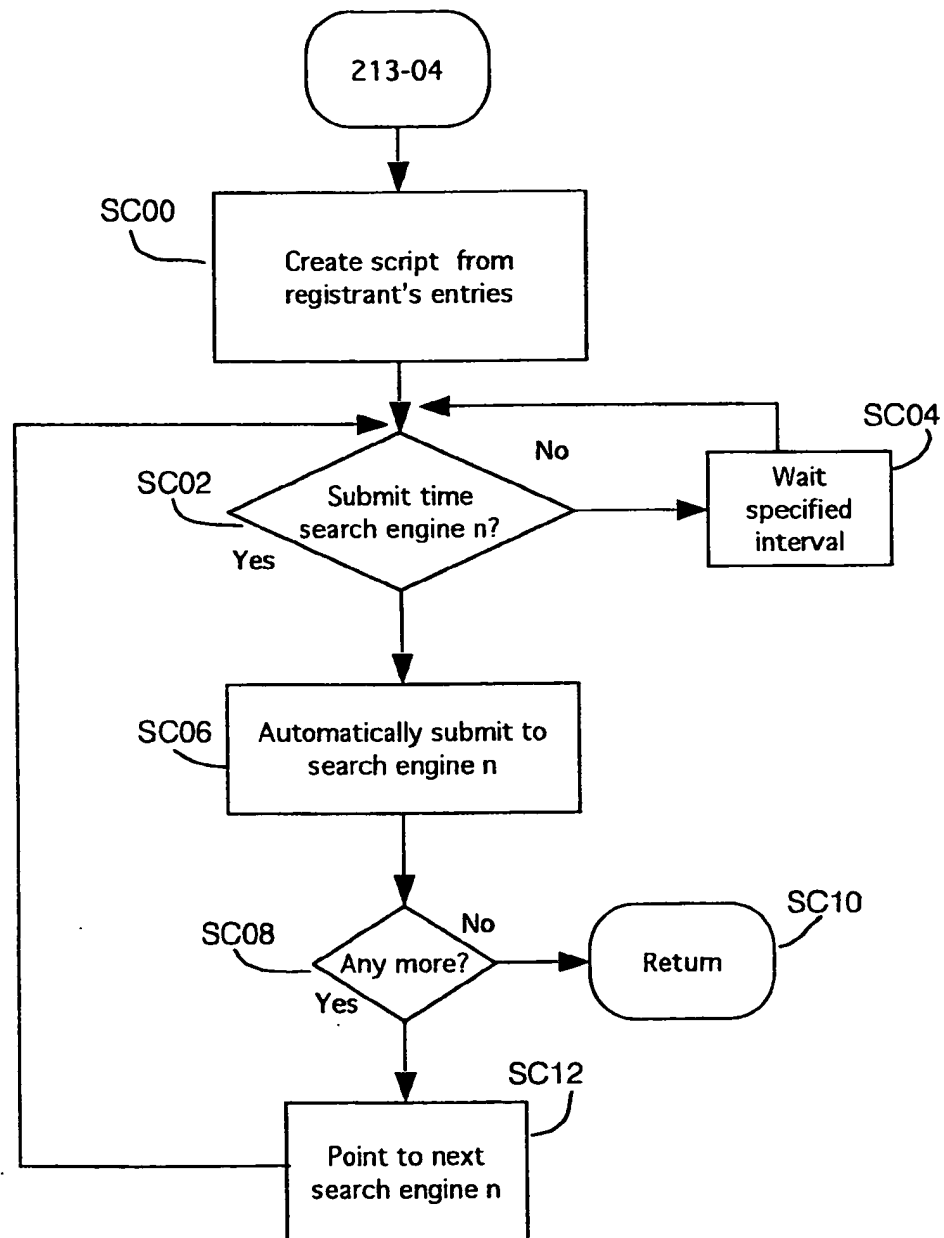 213-04
SC00
Create script from
registrant's entries
SC04
No
Wait
specified
interval
SC02
Submit time
search engine n?
Yes
SC06
Automatically submit to
search engine n
SC10
No
SC08
Any more?
Return
Yes
SC12
Point to next
search engine n